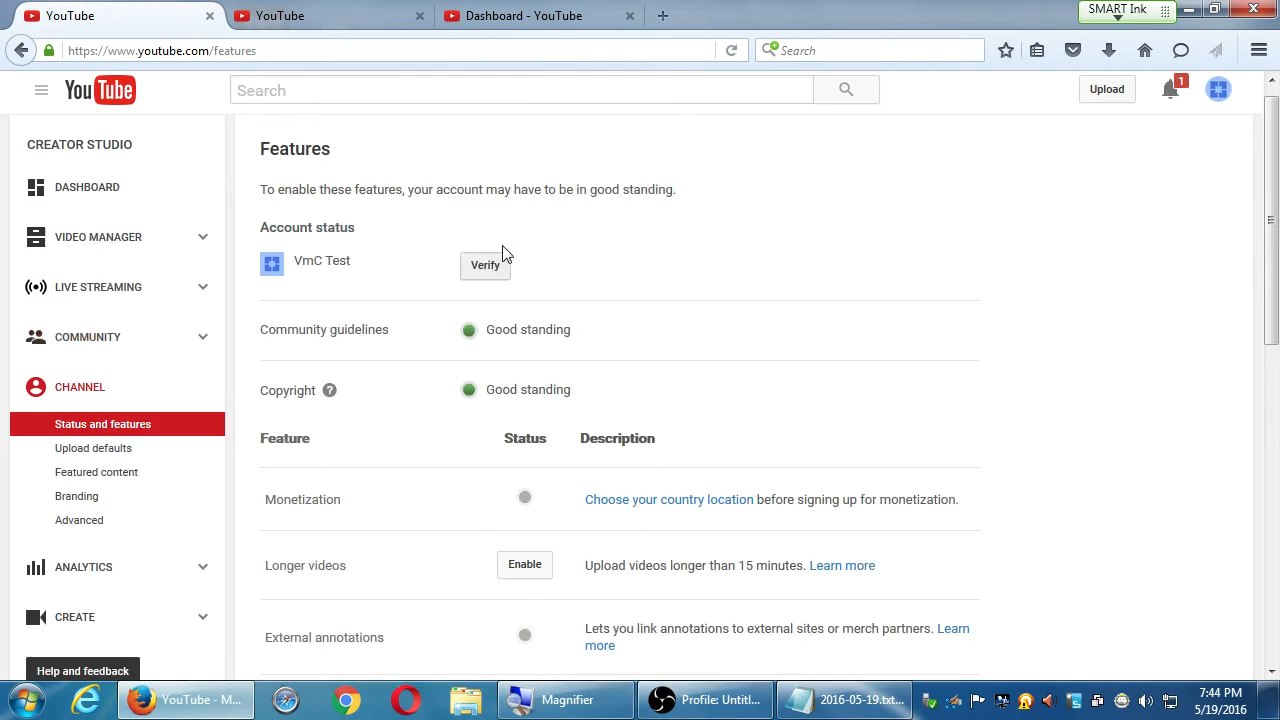 YouTube
YouTube
Dashboard - YouTube
SMART Ink
https://www.youtube.com/features
Search
YouTube
Search
Upload
1
CREATOR STUDIO
DASHBOARD
VIDEO MANAGER
LIVE STREAMING
COMMUNITY
CHANNEL
Status and features
Upload defaults
Featured content
Branding
Advanced
ANALYTICS
CREATE
Help and feedback
Features
To enable these features, your account may have to be in good standing.
Account status
VmC Test
Verify
Community guidelines
Good standing
Copyright ?
Good standing
Feature Status Description
Monetization
Choose your country location before signing up for monetization.
Longer videos
Enable
Upload videos longer than 15 minutes. Learn more
External annotations
Lets you link annotations to external sites or merch partners. Learn
more
YouTube - M...
Magnifier
Profile: Untitl...
2016-05-19.txt...
7:44 PM
5/19/2016